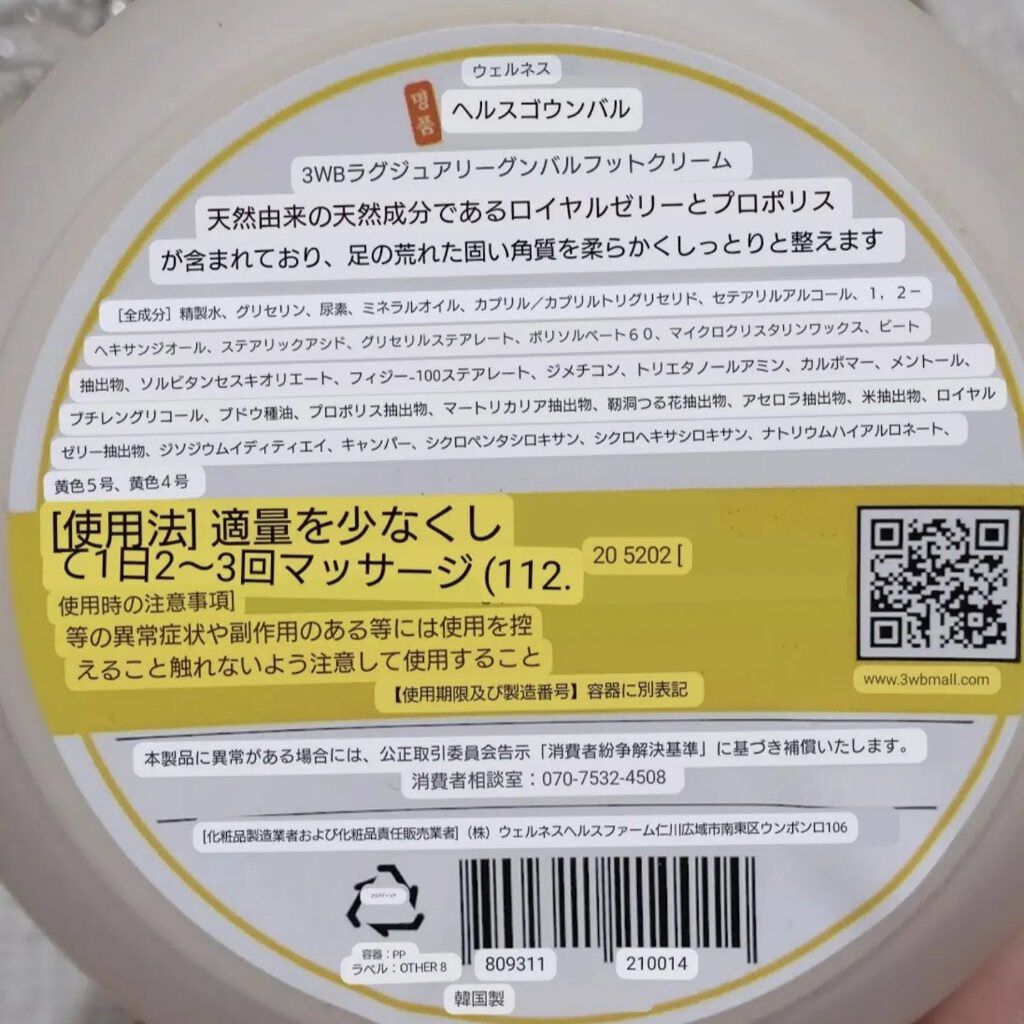 ウェルネス
명품
ヘルスゴウンバル
3WBラグジュアリーグンバルフットクリーム
天然由来の天然成分であるロイヤルゼリーとプロポリス
が含まれており、足の荒れた固い角質を柔らかくしっとりと整えます
［全成分］精製水、グリセリン、尿素、ミネラルオイル、カプリル／カプリルトリグリセリド、セテアリルアルコール、１，２－
ヘキサンジオール、ステアリックアシド、グリセリルステアレート、ポリソルベート６０、マイクロクリスタリンワックス、ビート
抽出物、ソルビタンセスキオリエート、フィジー-100ステアレート、ジメチコン、トリエタノールアミン、カルボマー、メントール、
ブチレングリコール、ブドウ種油、プロポリス抽出物、マートリカリア抽出物、靭洞つる花抽出物、アセロラ抽出物、米抽出物、ロイヤル
ゼリー抽出物、ジソジウムイディティエイ、キャンパー、シクロペンタシロキサン、シクロヘキサシロキサン、ナトリウムハイアルロネート、
黄色５号、黄色４号
[使用法] 適量を少なくし
て1日2〜3回マッサージ (112.
20 5202 [
使用時の注意事項]
等の異常症状や副作用のある等には使用を控
えること触れないよう注意して使用すること
www.3wbmall.com
【使用期限及び製造番号】容器に別表記
本製品に異常がある場合には、公正取引委員会告示「消費者紛争解決基準」に基づき補償いたします。
消費者相談室：070-7532-4508
[化粧品製造業者および化粧品責任販売業者]（株）ウェルネスヘルスファーム仁川広域市南東区ウンボンロ106
容器：PP
ラベル：OTHER 8
809311
210014
韓国製